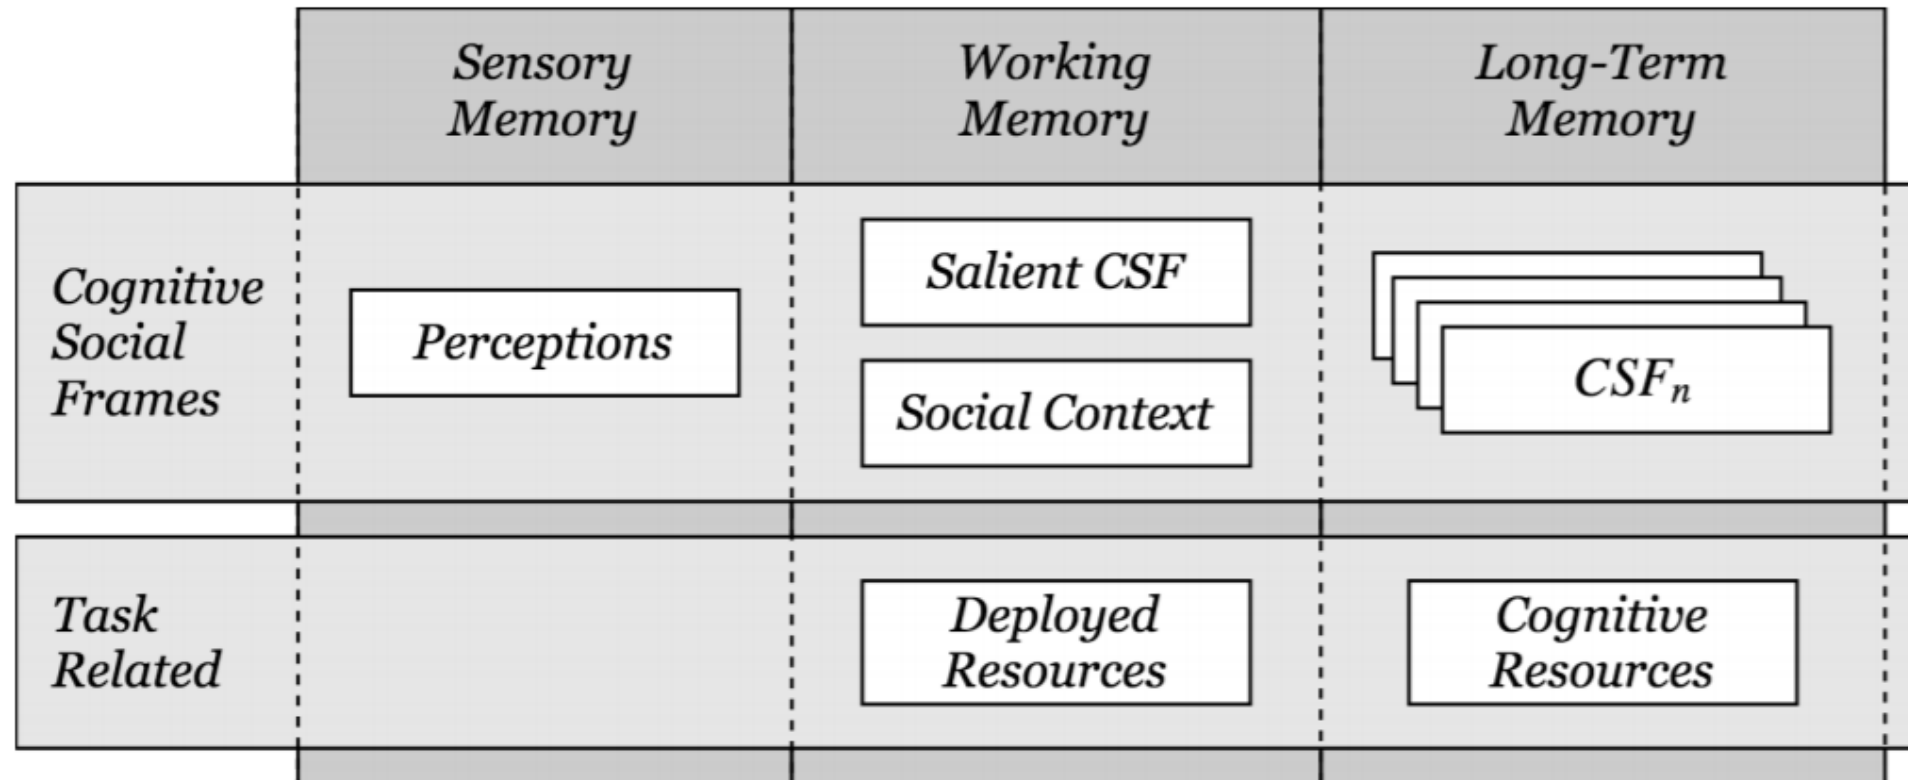 Sensory
Memory
Working
Memory
Long-Term
Memory
Cognitive
Social
Frames
Perceptions
Salient CSF
Social Context
CSFn
Task
Related
Deployed
Resources
Cognitive
Resources